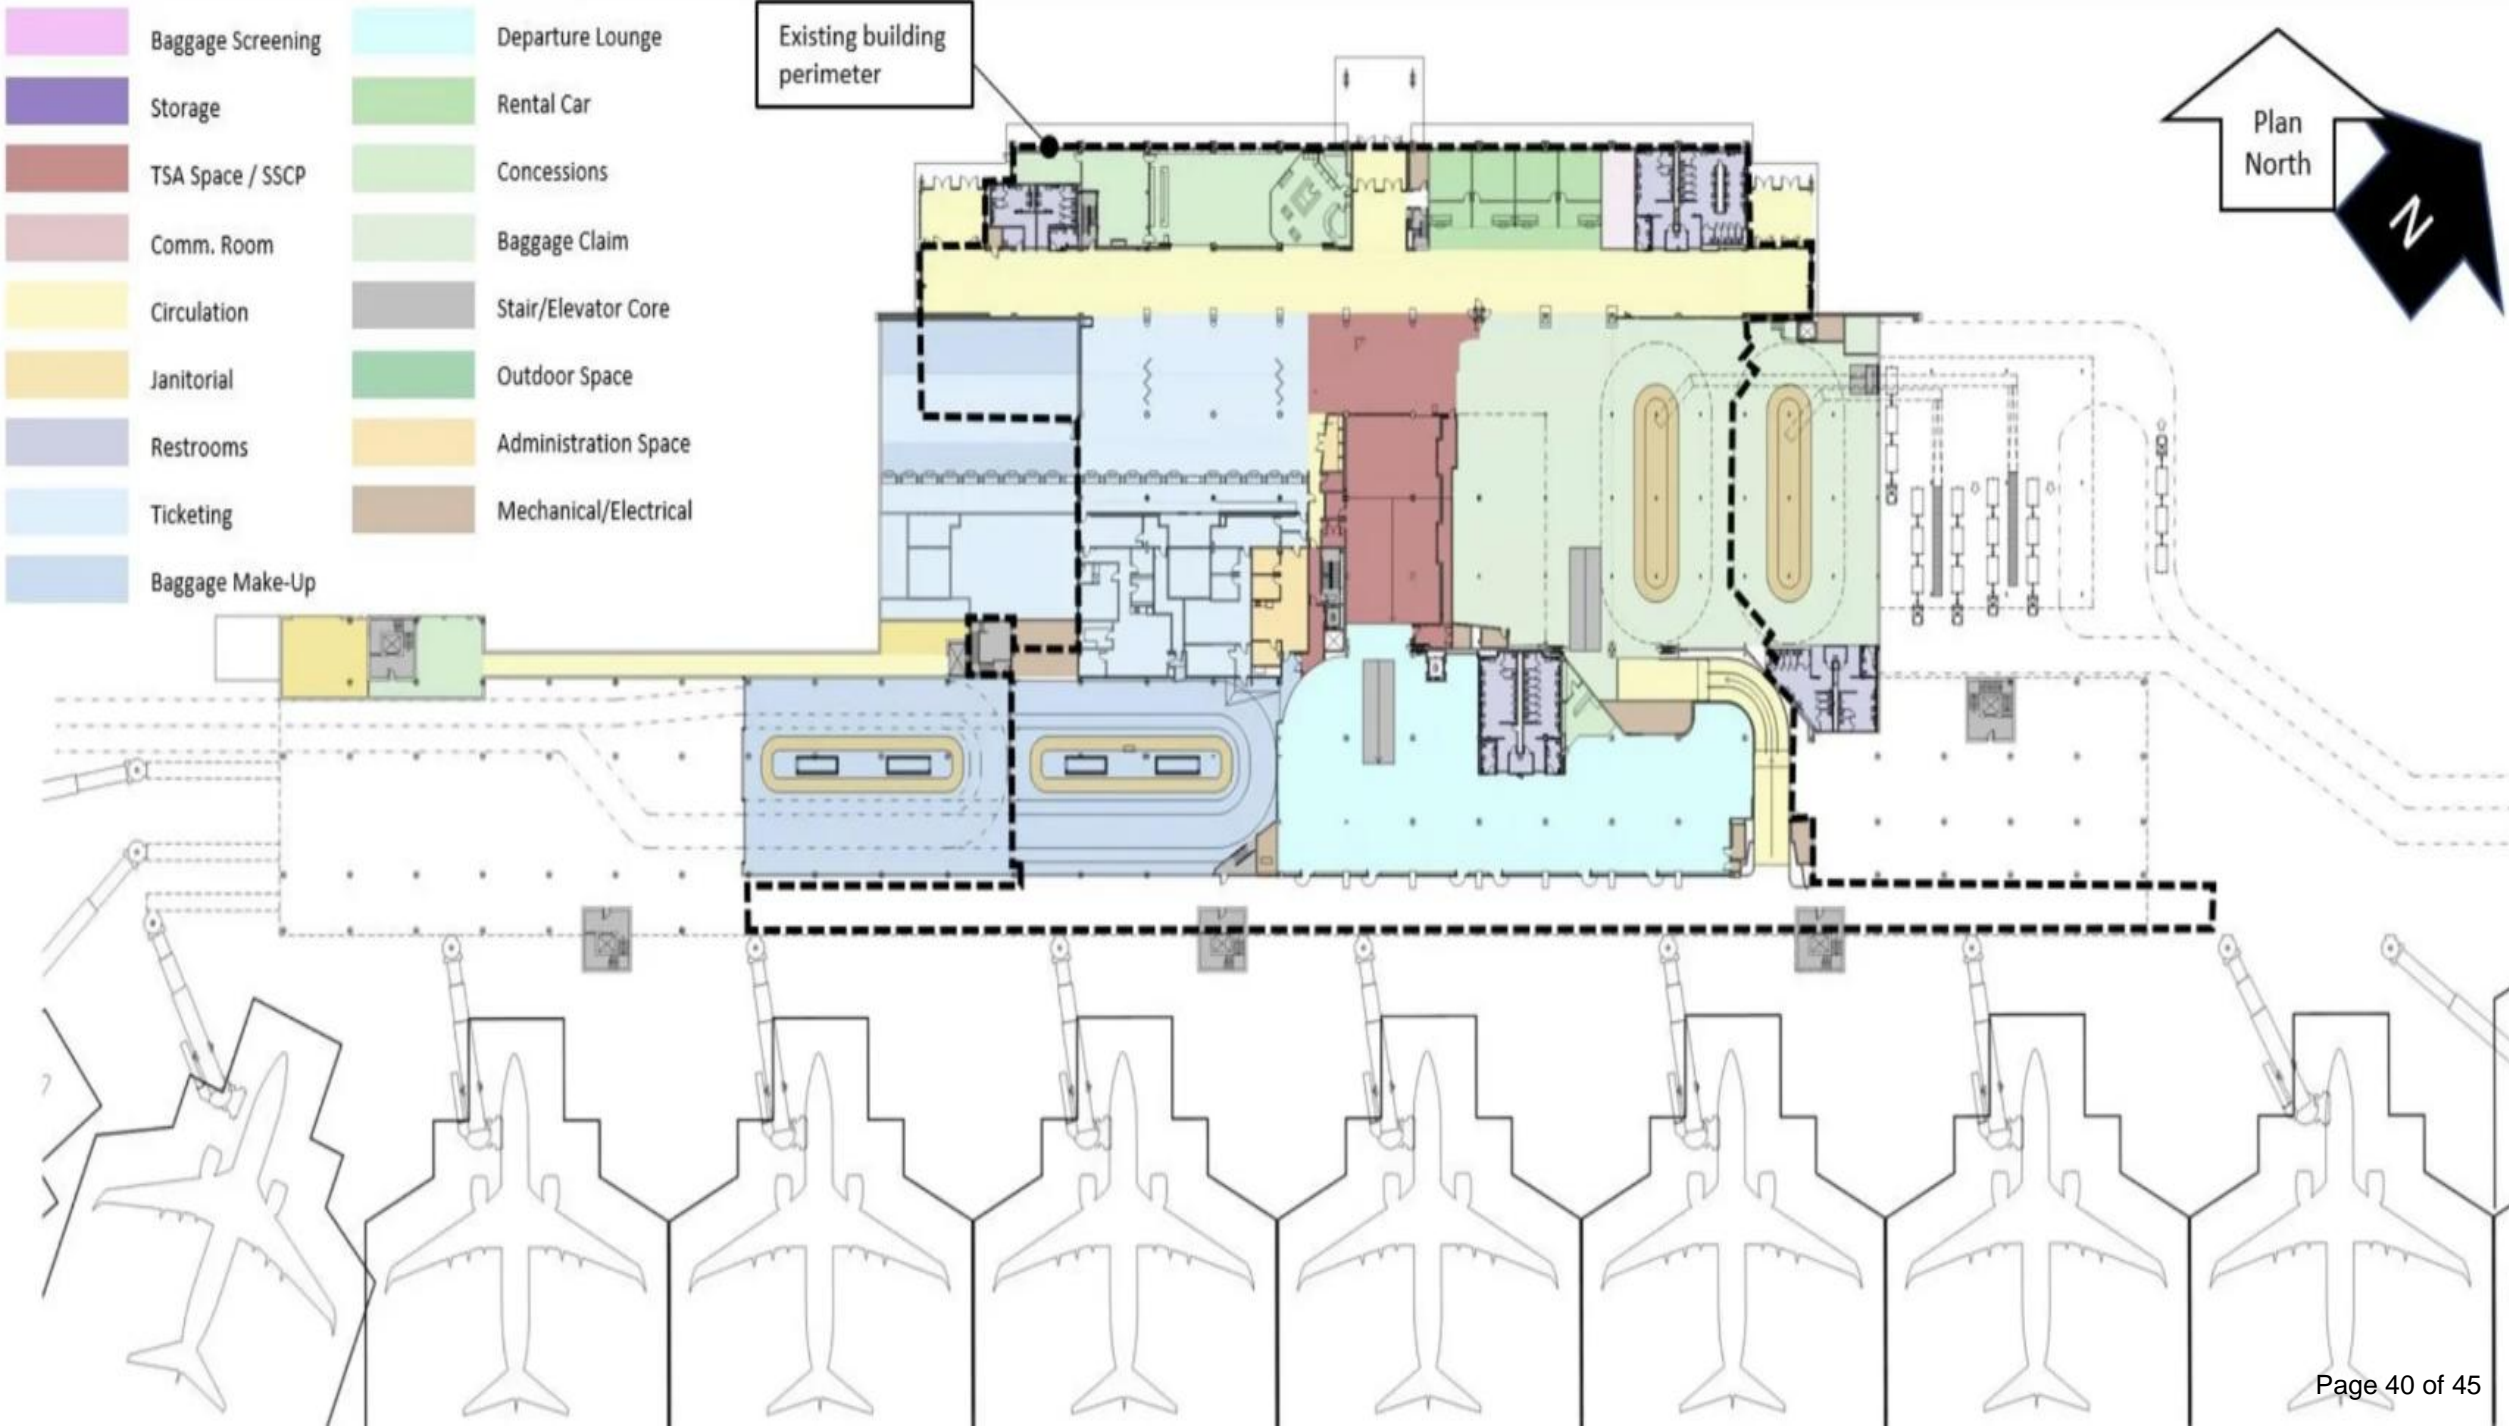 Baggage Screening
Storage
TSA Space / SSCP
Comm. Room
Circulation
Janitorial
Restrooms
Ticketing
Baggage Make-Up
Departure Lounge
Rental Car
Concessions
Baggage Claim
Stair/Elevator Core
Outdoor Space
Administration Space
Mechanical/Electrical
Existing building
perimeter
Plan
North
N
Page 40 of 45